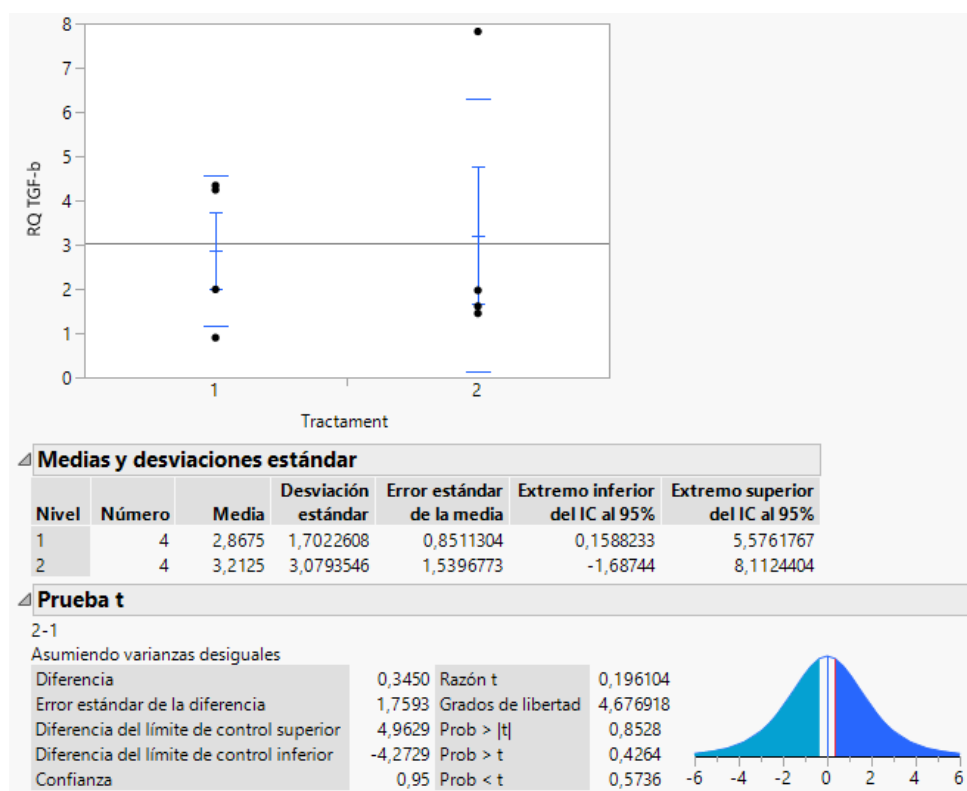 8
7
6
5
4
3
2
1
0
RQ TGF-b
1 2
Tractament
Medias y desviaciones estándar
Nivel Número Media Desviación estándar Error estándar de la media Extremo inferior del IC al 95% Extremo superior del IC al 95%
1 4 2,8675 1,7022608 0,8511304 0,1588233 5,5761767
2 4 3,2125 3,0793546 1,5396773 -1,68744 8,1124404
Prueba t
2-1
Asumiendo varianzas desiguales
Diferencia 0,3450 Razón t 0,196104
Error estándar de la diferencia 1,7593 Grados de libertad 4,676918
Diferencia del límite de control superior 4,9629 Prob > |t| 0,8528
Diferencia del límite de control inferior -4,2729 Prob > t 0,4264
Confianza 0,95 Prob < t 0,5736
-6 -4 -2 0 2 4 6